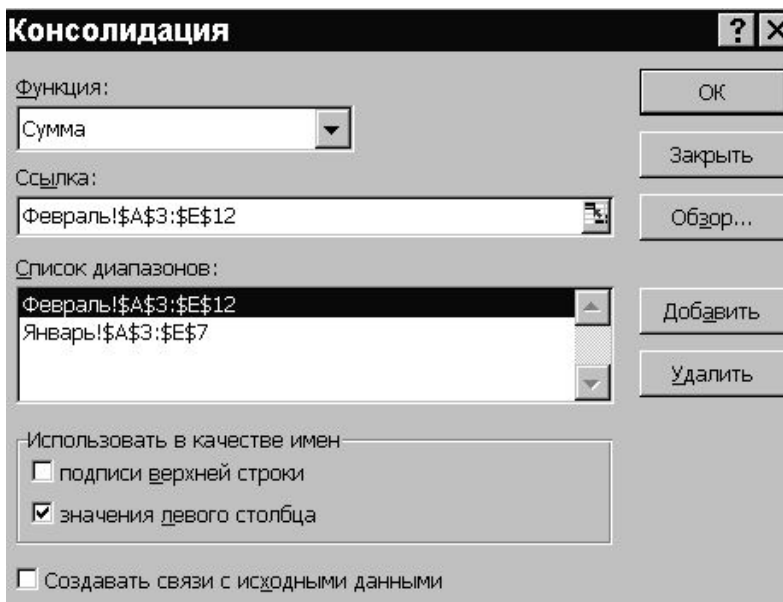 Консолидация
Функция:
Сумма
Ссылка:
Февраль!$A$3:$E$12
Список диапазонов:
Февраль!$A$3:$E$12
Январь!$A$3:$E$7
Использовать в качестве имен
подписи верхней строки
значения левого столбца
Создавать связи с исходными данными
ОК
Закрыть
Обзор...
Добавить
Удалить